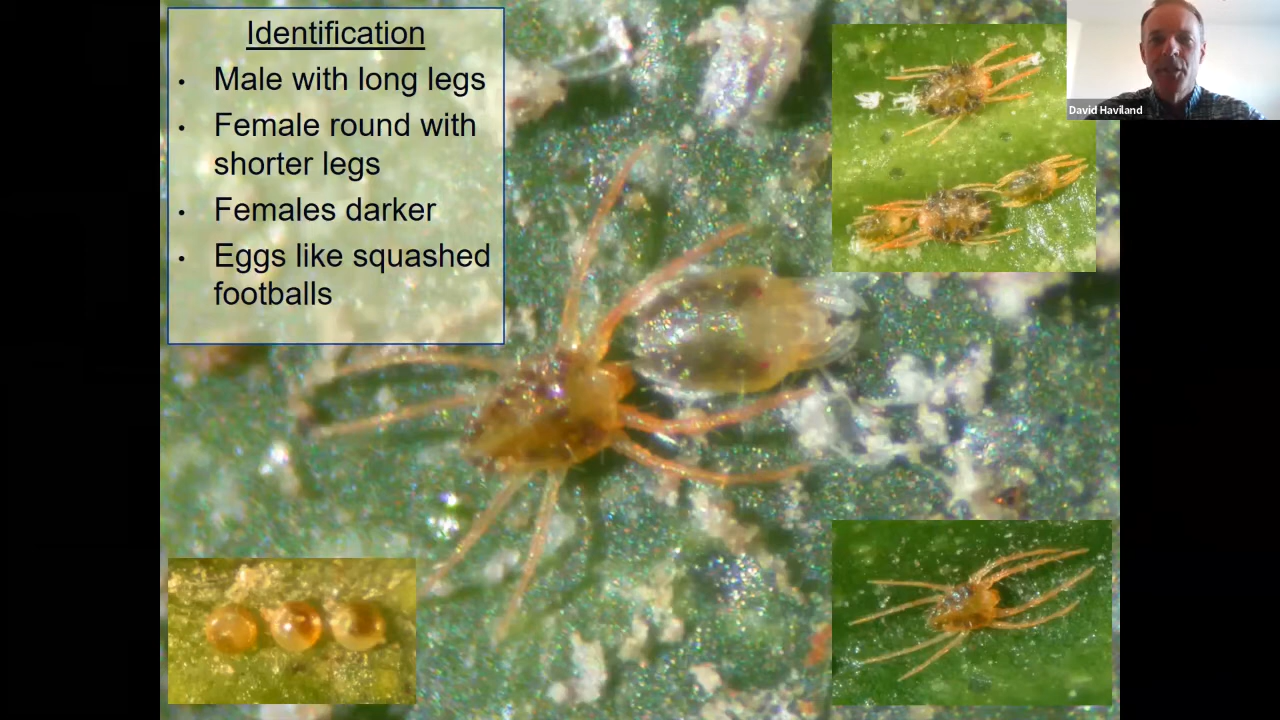 Identification
• Male with long legs
• Female round with
shorter legs
• Females darker
• Eggs like squashed
footballs
David Haviland